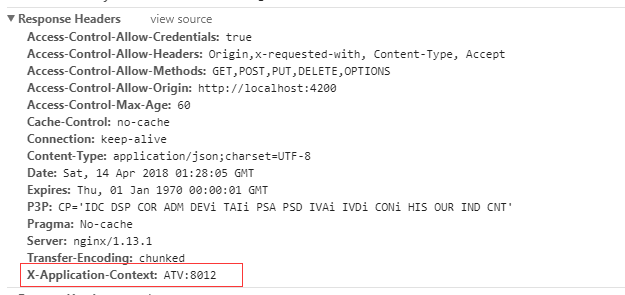 Response Headers view source
Access-Control-Allow-Credentials: true
Access-Control-Allow-Headers: Origin,x-requested-with, Content-Type, Accept
Access-Control-Allow-Methods: GET,POST,PUT,DELETE,OPTIONS
Access-Control-Allow-Origin: http://localhost:4200
Access-Control-Max-Age: 60
Cache-Control: no-cache
Connection: keep-alive
Content-Type: application/json;charset=UTF-8
Date: Sat, 14 Apr 2018 01:28:05 GMT
Expires: Thu, 01 Jan 1970 00:00:01 GMT
P3P: CP='IDC DSP COR ADM DEVi TAIi PSA PSD IVAi IVDi CONi HIS OUR IND CNT'
Pragma: No-cache
Server: nginx/1.13.1
Transfer-Encoding: chunked
X-Application-Context: ATV:8012